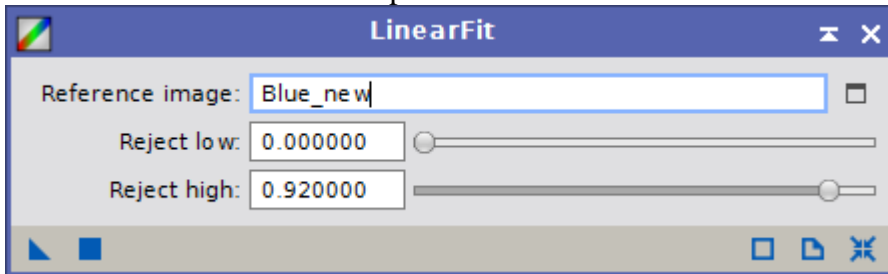 LinearFit
Reference image: Blue_new
Reject low: 0.000000
Reject high: 0.920000